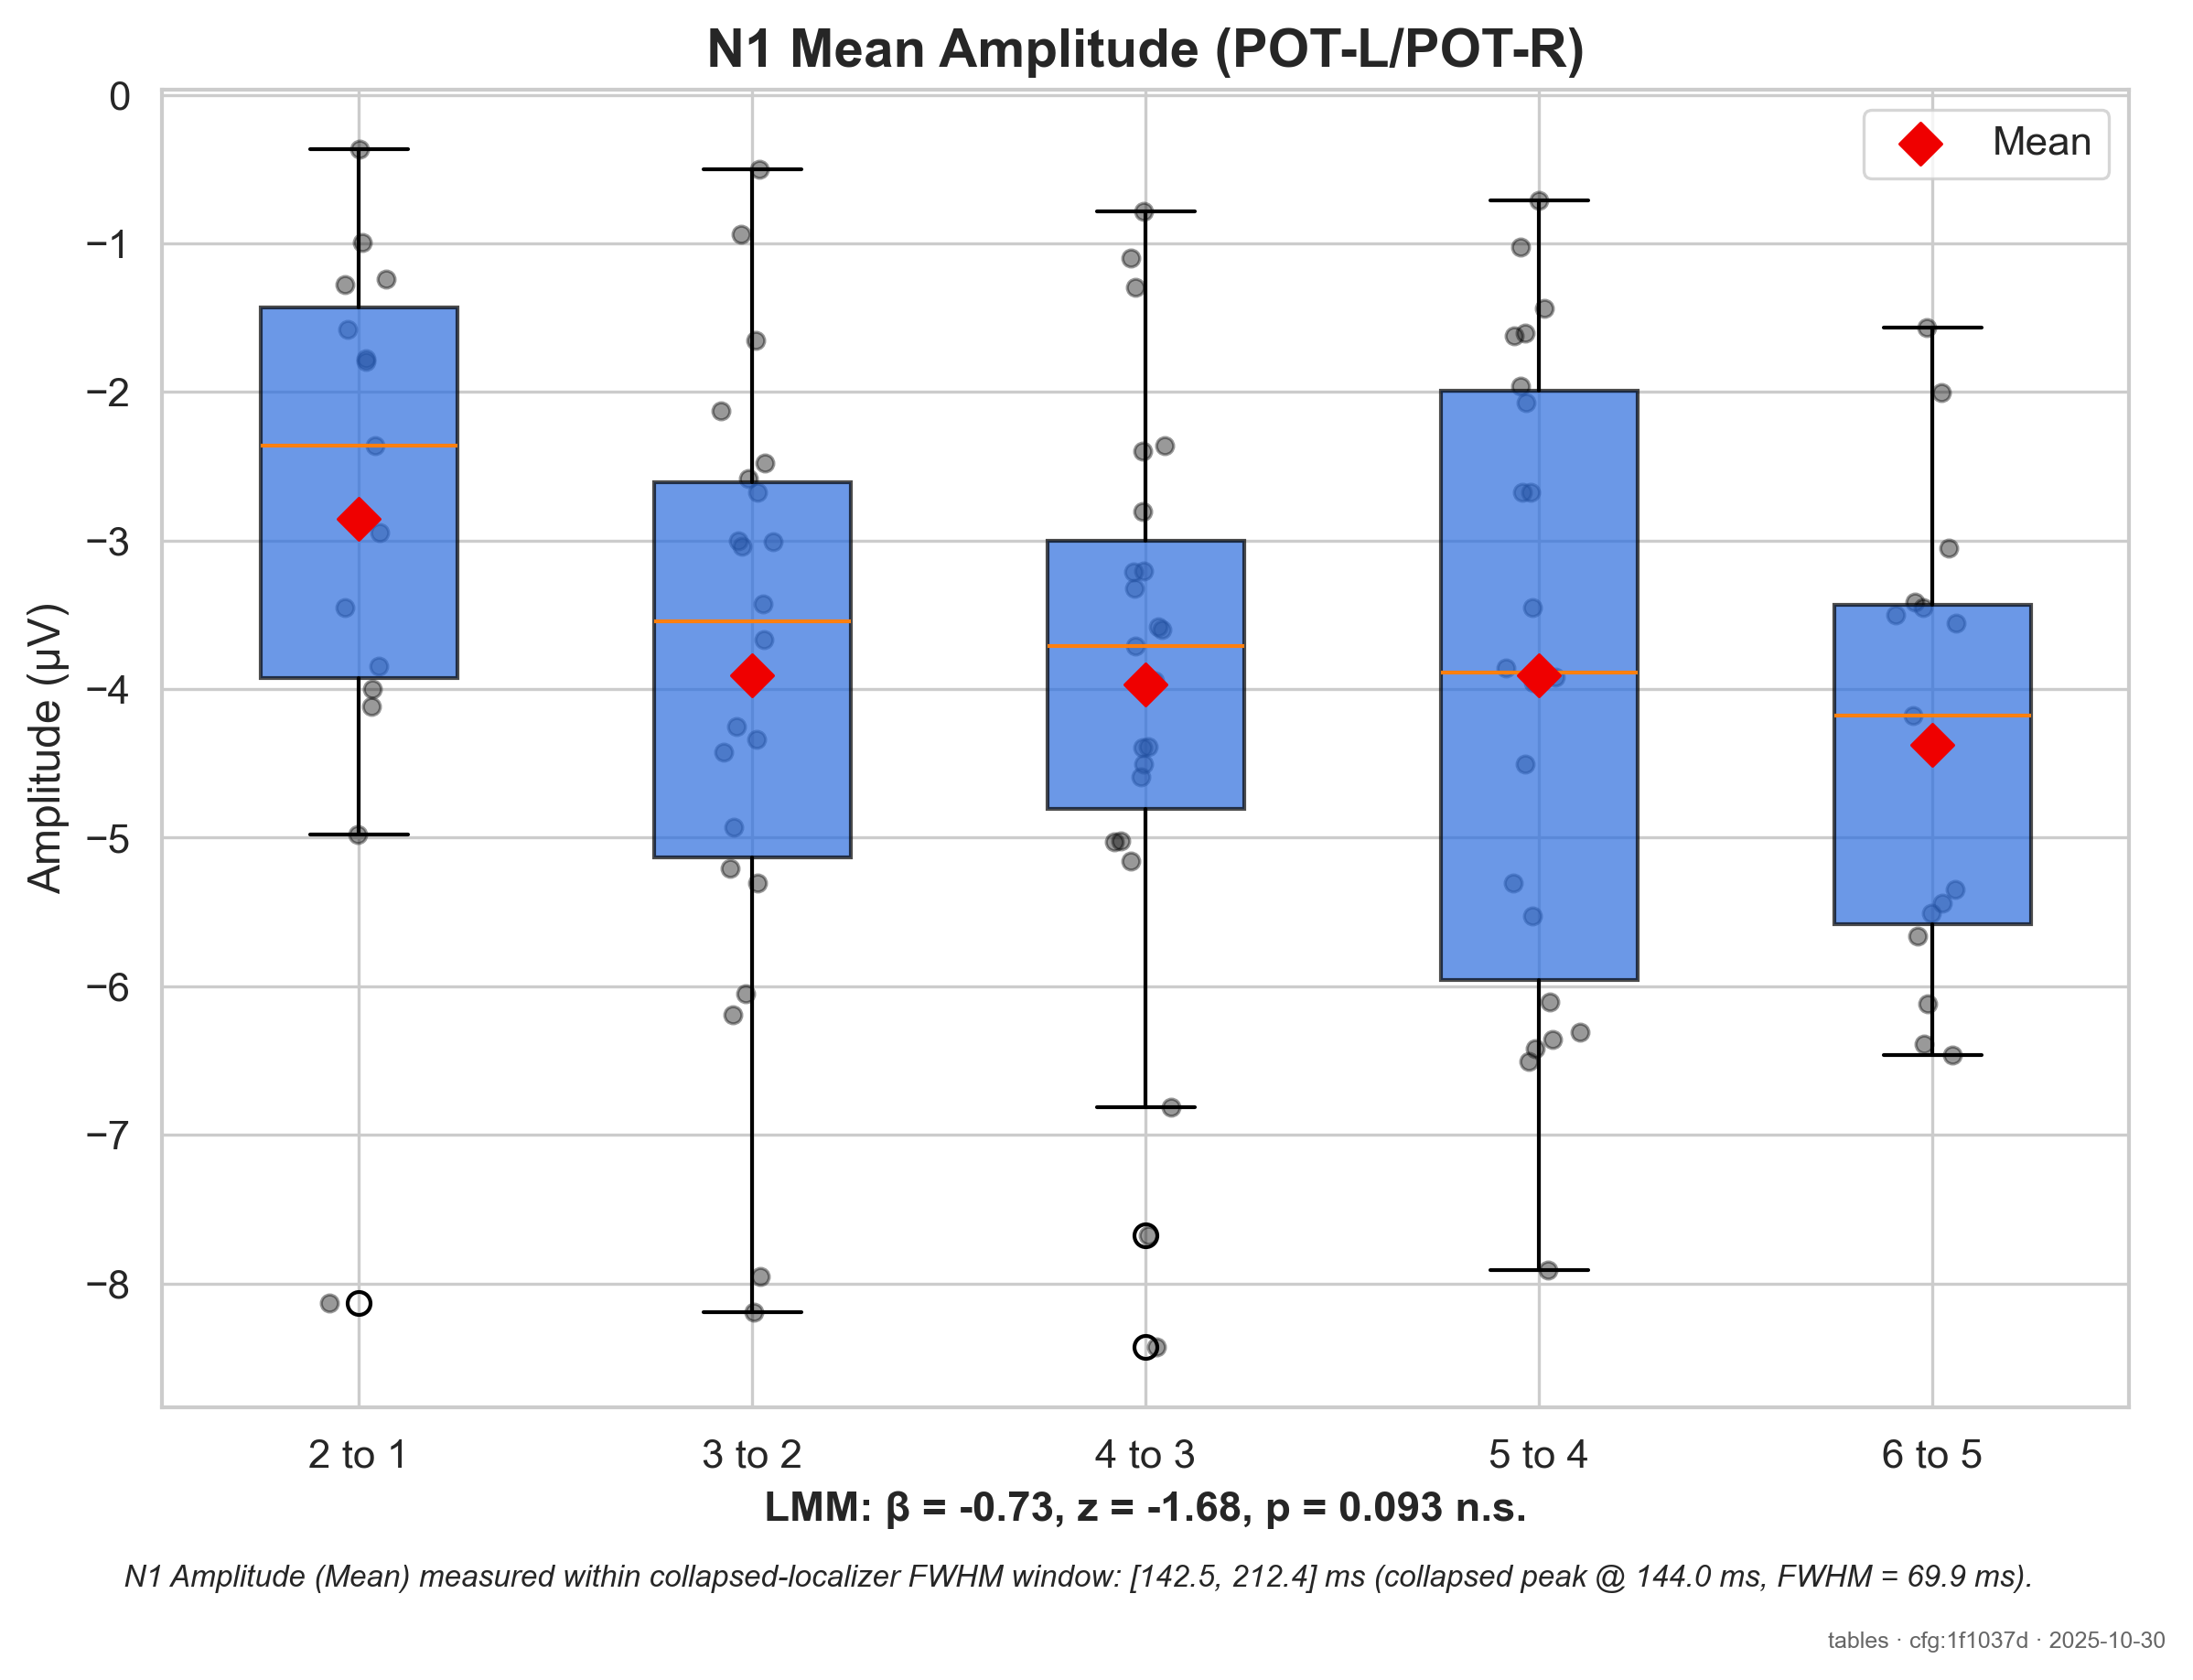 N1 Mean Amplitude (POT-L/POT-R)
Mean
Amplitude (µV)
0
−1
−2
−3
−4
−5
−6
−7
−8
2 to 1
3 to 2
4 to 3
5 to 4
6 to 5
LMM: β = -0.73, z = -1.68, p = 0.093 n.s.
N1 Amplitude (Mean) measured within collapsed-localizer FWHM window: [142.5, 212.4] ms (collapsed peak @ 144.0 ms, FWHM = 69.9 ms).
tables · cfg:1f1037d · 2025-10-30